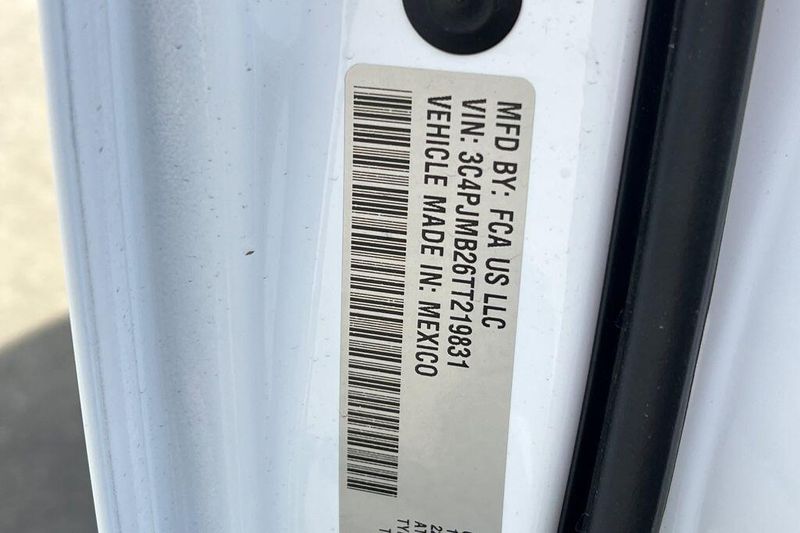 MFD BY: FCA US LLC
VIN: 3C4PJMB26TT219831
VEHICLE MADE IN: MEXICO